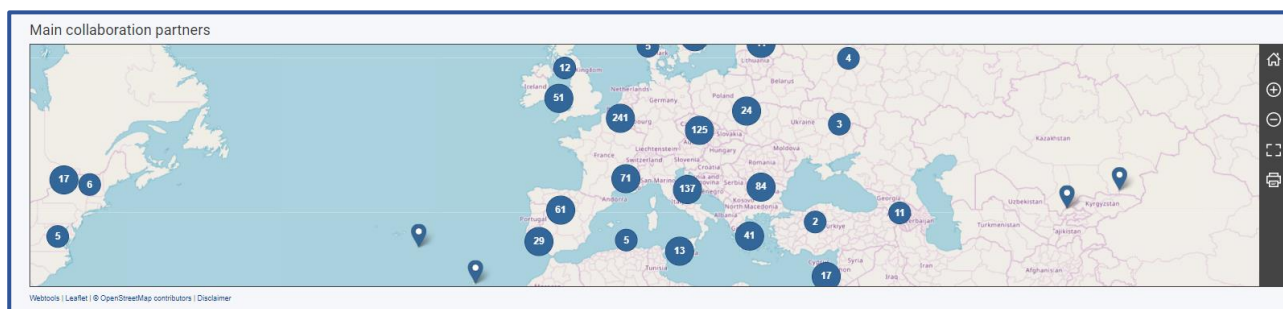 Main collaboration partners
5
4
Lithuania
12
Kingdom
Belarus
Ireland
51
Netherlands
Germany
Poland
24
241
125
Slovakia
Ukraine
3
Kazakhstan
Liechtenstein
Hungary
Moldova
France
Switzerland
Slovenia
Romania
Croatia
17
6
71
San Marino
137
Serbia
84
Georgia
Uzbekistan
Kyrgyzstan
Andorra
Kosovo
North Macedonia
61
Albania
11
Portugal
2
Türkiye
Turkmenistan
Tajikistan
5
29
5
13
41
Tunisia
17
Syria
Iraq
Iran
Afghanistan
Webtools | Leaflet | © OpenStreetMap contributors | Disclaimer